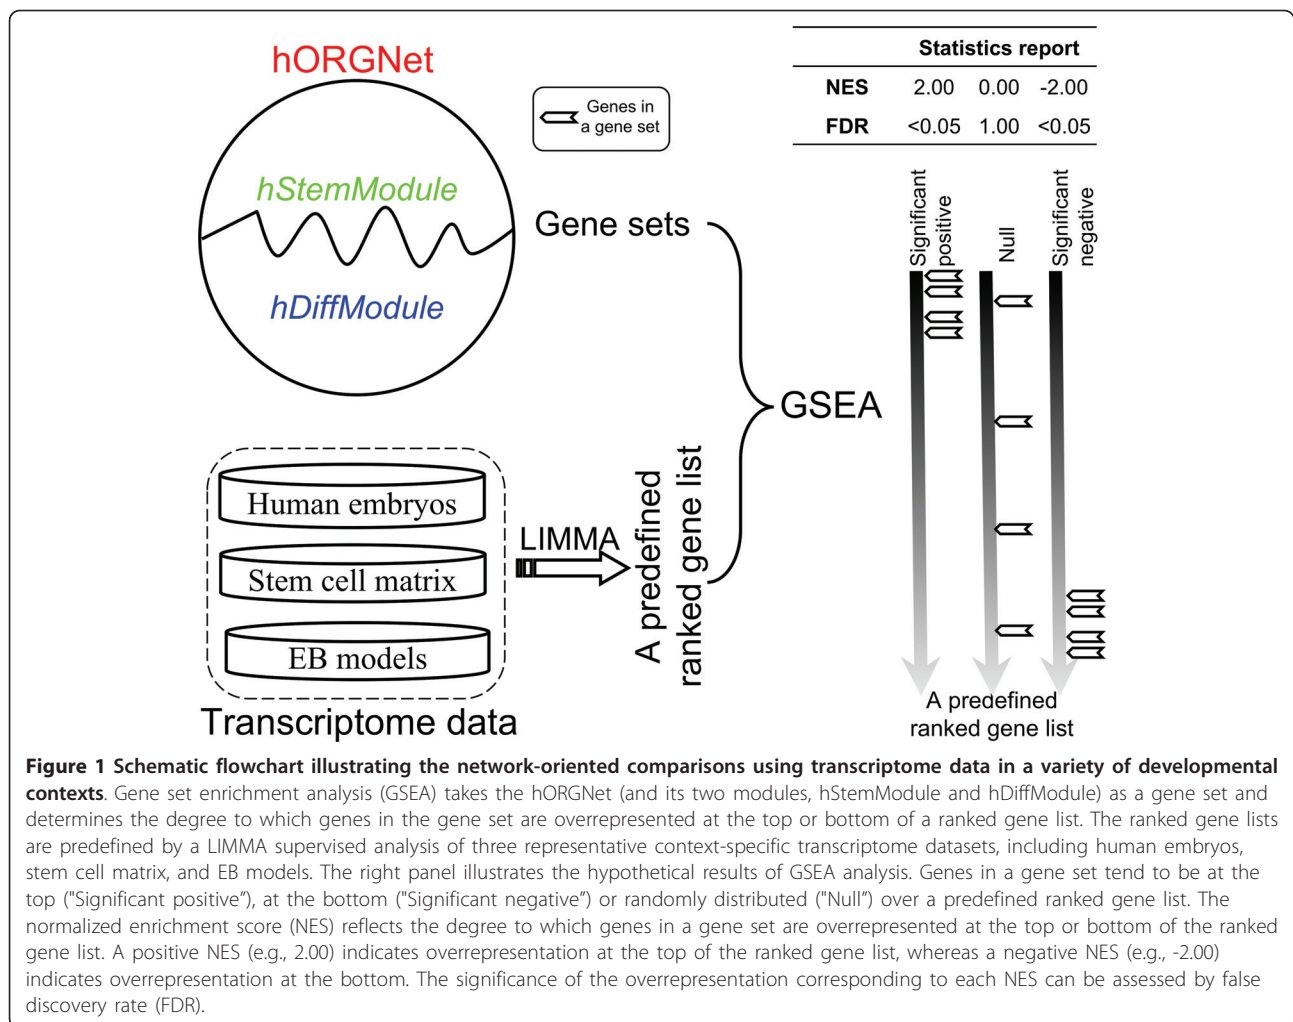 hORGNet
hStemModule
hDiffModule
Genes in
a gene set
Gene sets
Statistics report
NES 2.00 0.00 -2.00
FDR <0.05 1.00 <0.05
Significant
positive
Null
Significant
negative
GSEA
Human embryos
Stem cell matrix
EB models
Transcriptome data
LIMMA
A predefined
ranked gene list
A predefined
ranked gene list
Figure 1 Schematic flowchart illustrating the network-oriented comparisons using transcriptome data in a variety of developmental
contexts. Gene set enrichment analysis (GSEA) takes the hORGNet (and its two modules, hStemModule and hDiffModule) as a gene set and
determines the degree to which genes in the gene set are overrepresented at the top or bottom of a ranked gene list. The ranked gene lists
are predefined by a LIMMA supervised analysis of three representative context-specific transcriptome datasets, including human embryos,
stem cell matrix, and EB models. The right panel illustrates the hypothetical results of GSEA analysis. Genes in a gene set tend to be at the
top ("Significant positive"), at the bottom ("Significant negative") or randomly distributed ("Null") over a predefined ranked gene list. The
normalized enrichment score (NES) reflects the degree to which genes in a gene set are overrepresented at the top or bottom of the ranked
gene list. A positive NES (e.g., 2.00) indicates overrepresentation at the top of the ranked gene list, whereas a negative NES (e.g., -2.00)
indicates overrepresentation at the bottom. The significance of the overrepresentation corresponding to each NES can be assessed by false
discovery rate (FDR).